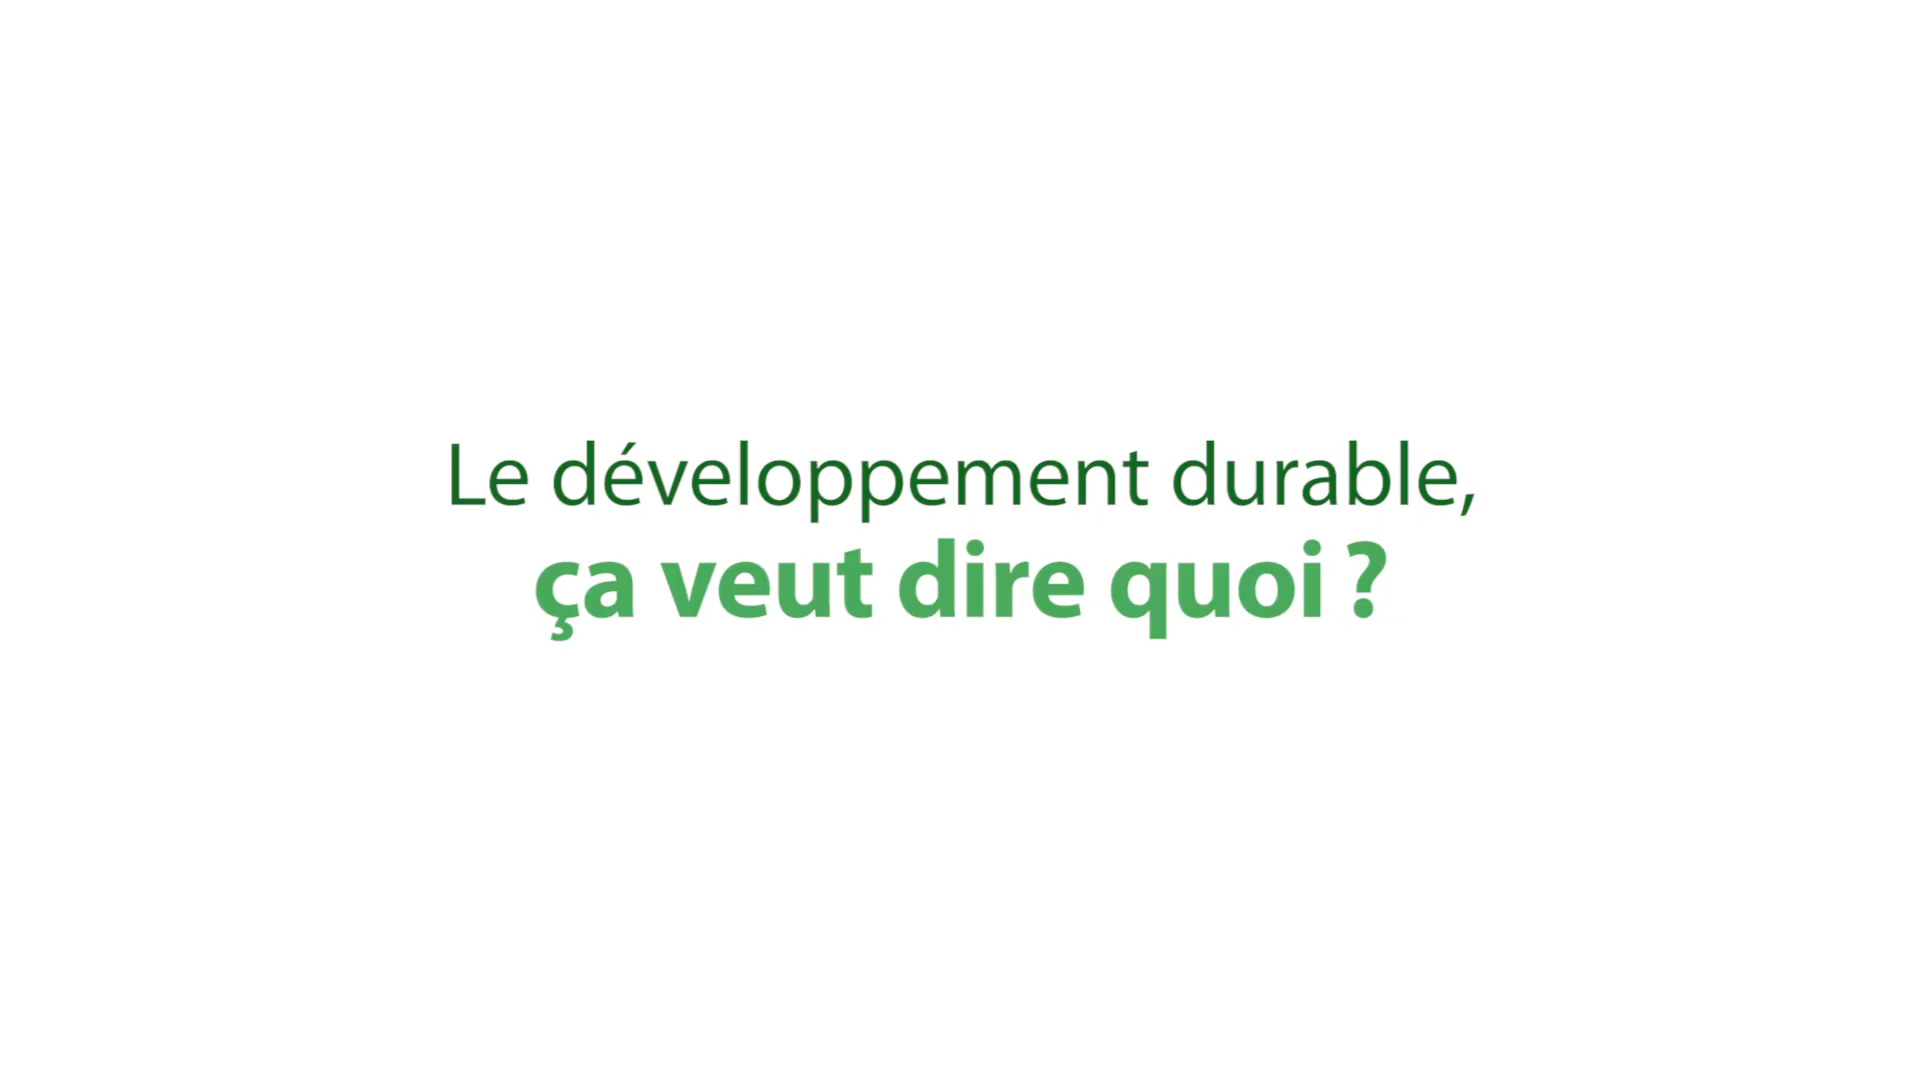 Le développement durable,
ça veut dire quoi ?